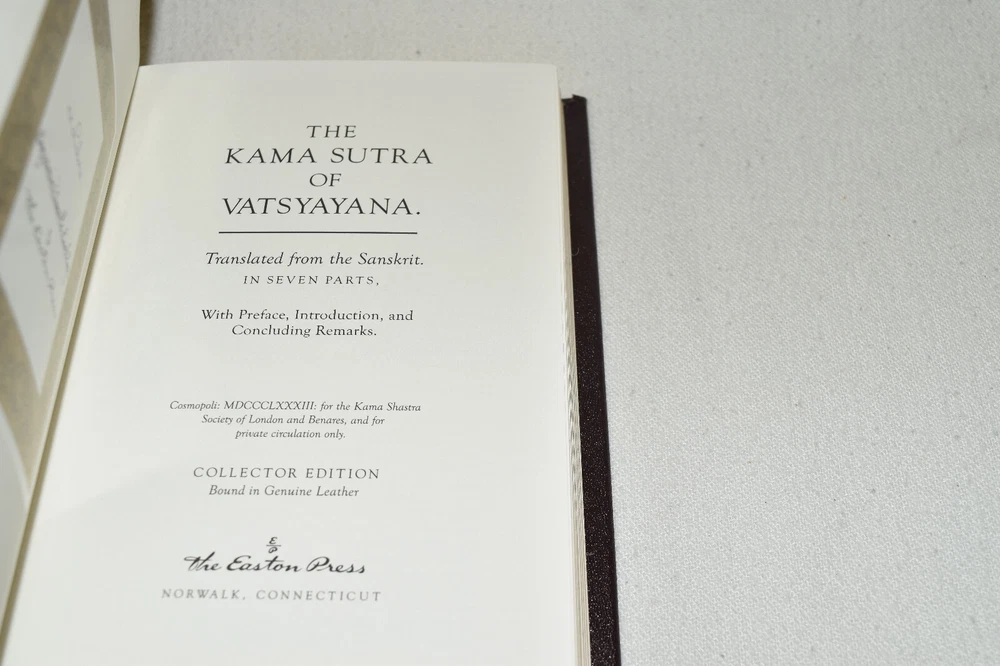 THE
KAMA SUTRA
OF
VATSYAYANA.
Translated from the Sanskrit.
IN SEVEN PARTS,
With Preface, Introduction, and
Concluding Remarks.
Cosmopoli: MDCCCLXXXIII: for the Kama Shastra
Society of London and Benares, and for
private circulation only.
COLLECTOR EDITION
Bound in Genuine Leather
the Easton Press
NORWALK, CONNECTICUT